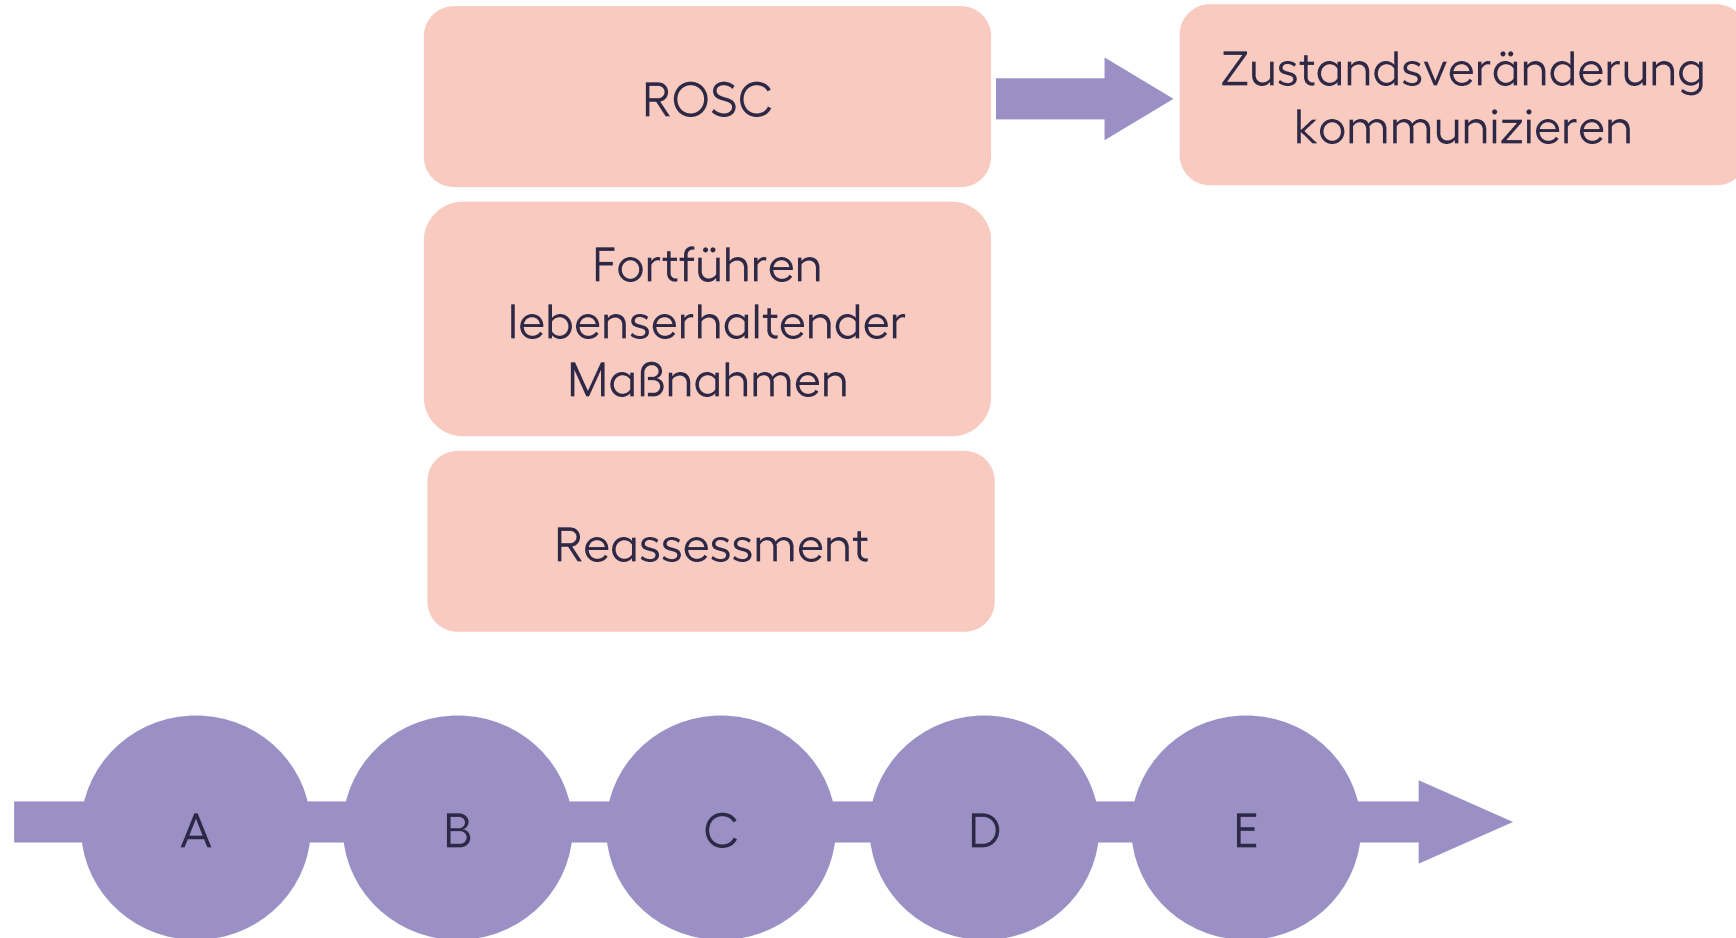 ROSC
Zustandsveränderung
kommunizieren
Fortführen
lebenserhaltender
Maßnahmen
Reassessment
A
B
C
D
E